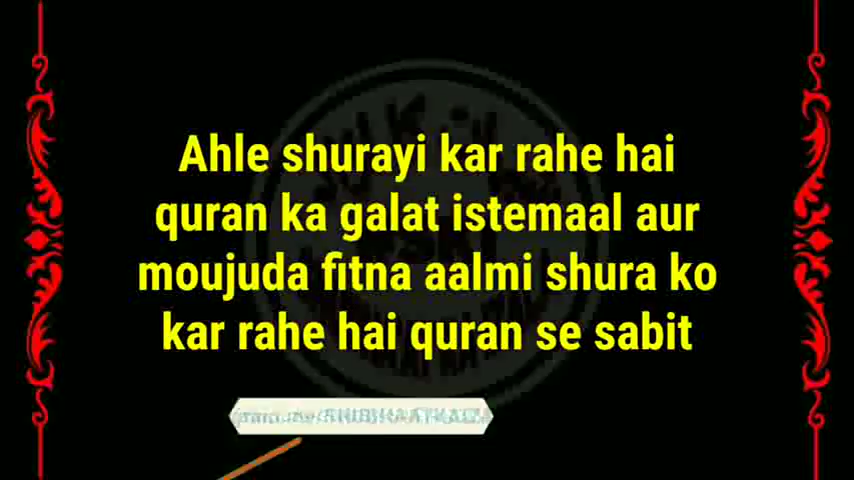 Ahle shurayi kar rahe hai
quran ka galat istemaal aur
moujuda fitna aalmi shura ko
kar rahe hai quran se sabit